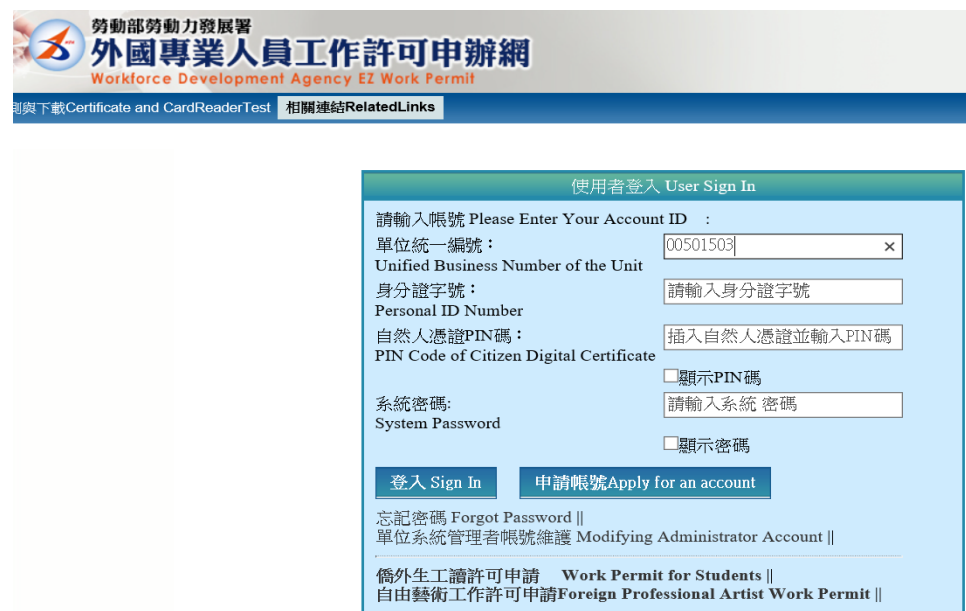 勞動部勞動力發展署
外國專業人員工作許可申辦網
Workforce Development Agency EZ Work Permit
測與下載Certificate and CardReaderTest 相關連結RelatedLinks
使用者登入 User Sign In
請輸入帳號 Please Enter Your Account ID :
單位統一編號： 00501503 ×
Unified Business Number of the Unit
身分證字號： 請輸入身分證字號
Personal ID Number
自然人憑證PIN碼： 插入自然人憑證並輸入PIN碼
PIN Code of Citizen Digital Certificate
顯示PIN碼
系統密碼: 請輸入系統 密碼
System Password
顯示密碼
登入 Sign In 申請帳號Apply for an account
忘記密碼 Forgot Password ||
單位系統管理者帳號維護 Modifying Administrator Account ||
僑外生工讀許可申請 Work Permit for Students ||
自由藝術工作許可申請Foreign Professional Artist Work Permit ||